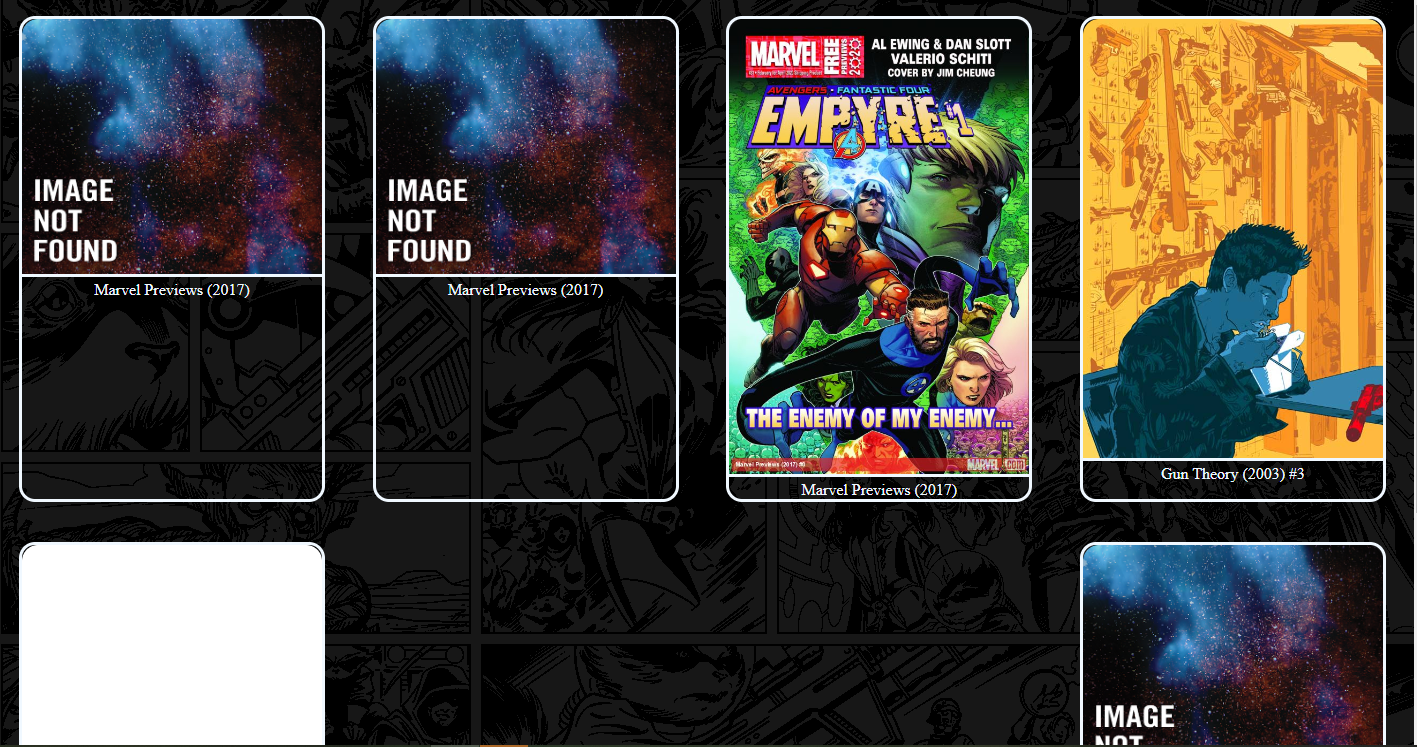 IMAGE
NOT
FOUND
Marvel Previews (2017)
IMAGE
NOT
FOUND
Marvel Previews (2017)
MARVEL
FREE
PREVIEWS
2020
AL EWING & DAN SLOTT
VALERIO SCHITI
COVER BY JIM CHEUNG
AVENGERS • FANTASTIC FOUR
EMPYRE #1
THE ENEMY OF MY ENEMY...
Marvel Previews (2017) #6
MARVEL .COM
Marvel Previews (2017)
Gun Theory (2003) #3
IMAGE
NOT